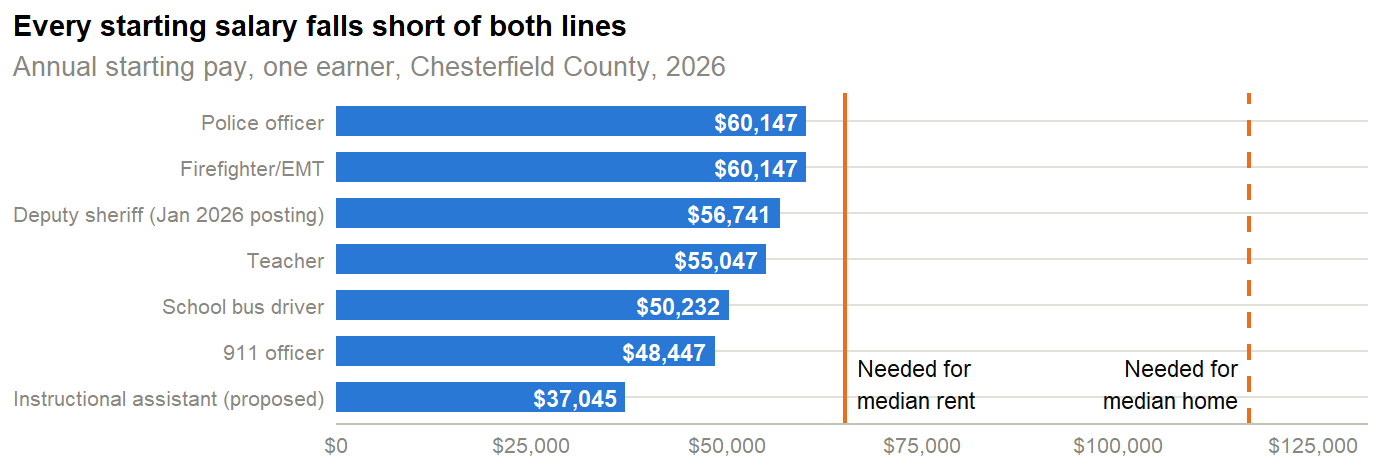 Every starting salary falls short of both lines
Annual starting pay, one earner, Chesterfield County, 2026
Police officer $60,147
Firefighter/EMT $60,147
Deputy sheriff (Jan 2026 posting) $56,741
Teacher $55,047
School bus driver $50,232
911 officer $48,447
Instructional assistant (proposed) $37,045
Needed for
median rent
Needed for
median home
$0 $25,000 $50,000 $75,000 $100,000 $125,000